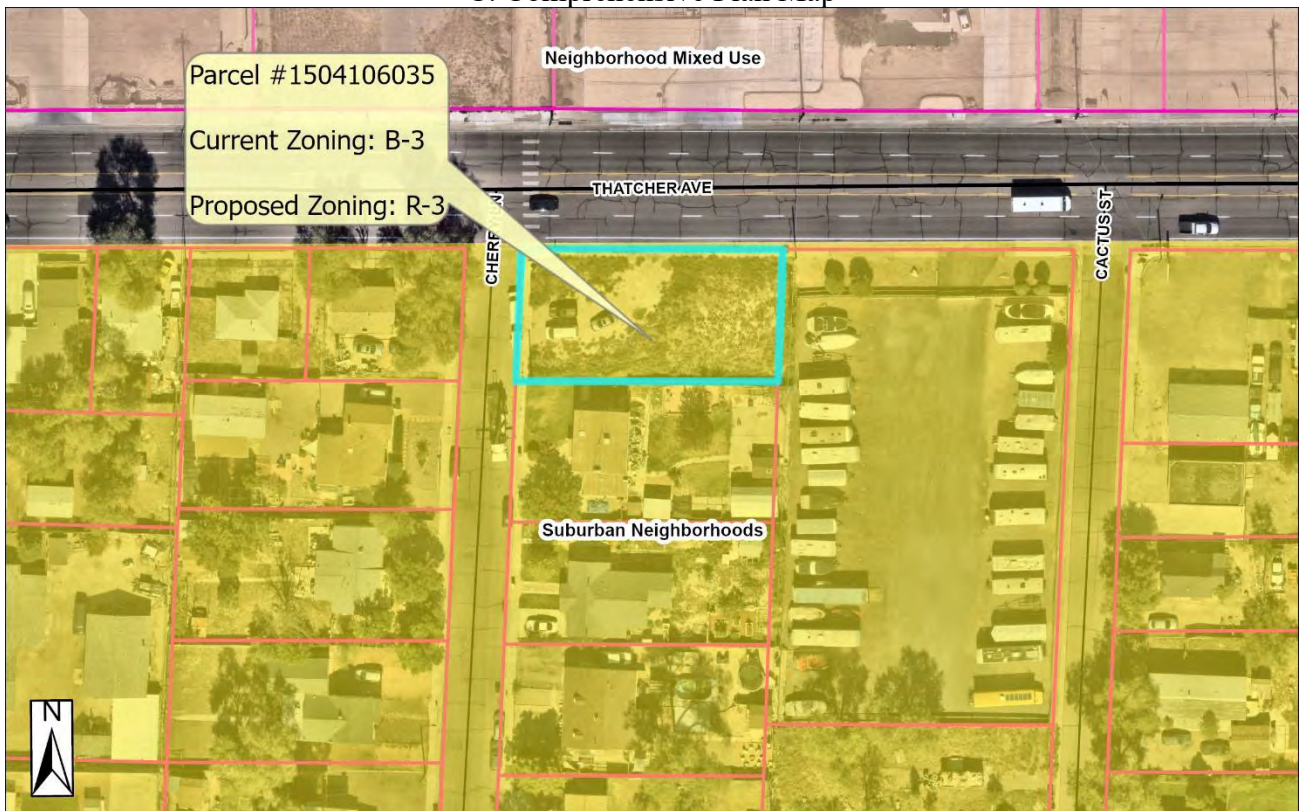 Neighborhood Mixed Use
Parcel #1504106035
Current Zoning: B-3
Proposed Zoning: R-3
THATCHER AVE
CACTUS ST
Suburban Neighborhoods
N